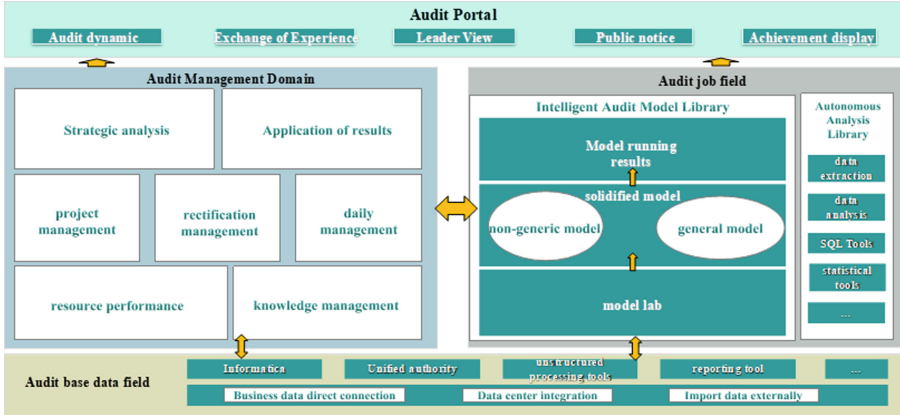 Audit Portal
Audit dynamic
Exchange of Experience
Leader View
Public notice
Achievement display
Audit Management Domain
Strategic analysis
Application of results
project
management
rectification
management
daily
management
resource performance
knowledge management
Audit job field
Intelligent Audit Model Library
Model running
results
solidified model
non-generic model
general model
model lab
Autonomous
Analysis
Library
data
extraction
data
analysis
SQL Tools
statistical
tools
...
Audit base data field
Informatica
Unified authority
unstructured
processing tools
reporting tool
...
Business data direct connection
Data center integration
Import data externally